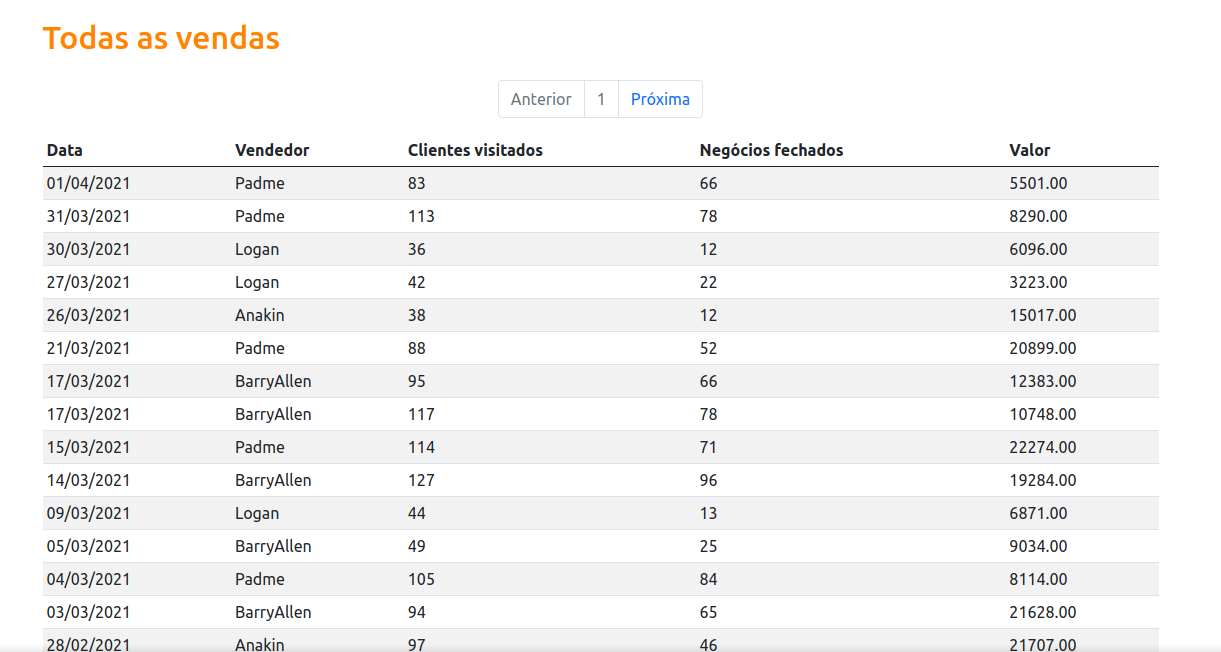 Todas as vendas
Anterior 1 Próxima
Data Vendedor Clientes visitados Negócios fechados Valor
01/04/2021 Padme 83 66 5501.00
31/03/2021 Padme 113 78 8290.00
30/03/2021 Logan 36 12 6096.00
27/03/2021 Logan 42 22 3223.00
26/03/2021 Anakin 38 12 15017.00
21/03/2021 Padme 88 52 20899.00
17/03/2021 BarryAllen 95 66 12383.00
17/03/2021 BarryAllen 117 78 10748.00
15/03/2021 Padme 114 71 22274.00
14/03/2021 BarryAllen 127 96 19284.00
09/03/2021 Logan 44 13 6871.00
05/03/2021 BarryAllen 49 25 9034.00
04/03/2021 Padme 105 84 8114.00
03/03/2021 BarryAllen 94 65 21628.00
28/02/2021 Anakin 97 46 21707.00